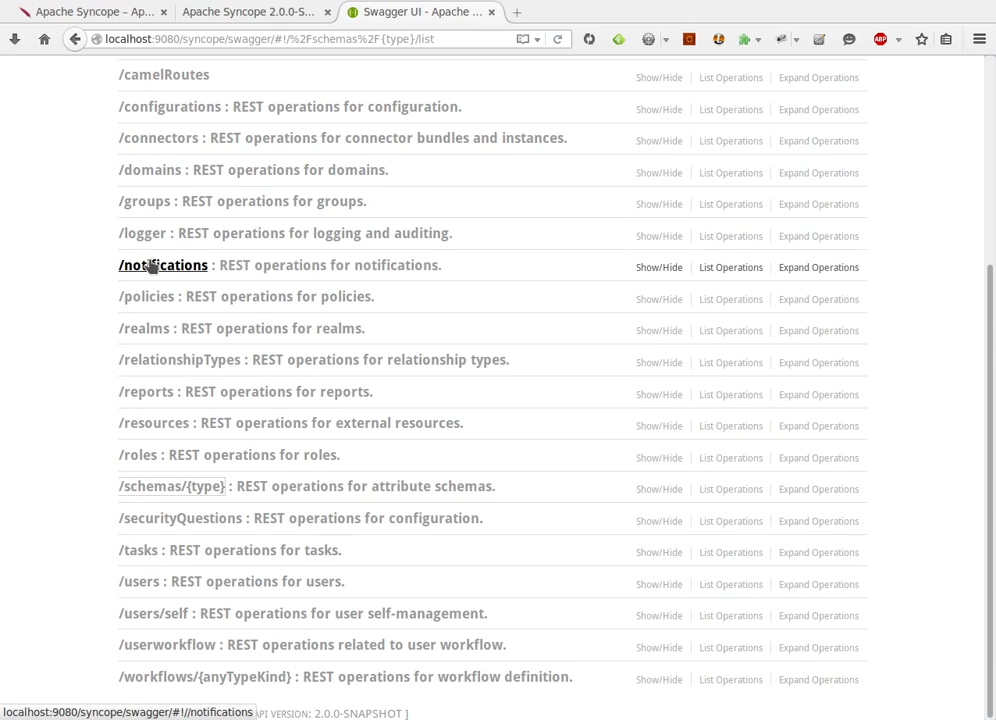 Apache Syncope – Ap... Apache Syncope 2.0.0-S... Swagger UI - Apache ...
localhost:9080/syncope/swagger/#!/%2Fschemas%2F{type}/list
/camelRoutes Show/Hide List Operations Expand Operations
/configurations : REST operations for configuration. Show/Hide List Operations Expand Operations
/connectors : REST operations for connector bundles and instances. Show/Hide List Operations Expand Operations
/domains : REST operations for domains. Show/Hide List Operations Expand Operations
/groups : REST operations for groups. Show/Hide List Operations Expand Operations
/logger : REST operations for logging and auditing. Show/Hide List Operations Expand Operations
/notifications : REST operations for notifications. Show/Hide List Operations Expand Operations
/policies : REST operations for policies. Show/Hide List Operations Expand Operations
/realms : REST operations for realms. Show/Hide List Operations Expand Operations
/relationshipTypes : REST operations for relationship types. Show/Hide List Operations Expand Operations
/reports : REST operations for reports. Show/Hide List Operations Expand Operations
/resources : REST operations for external resources. Show/Hide List Operations Expand Operations
/roles : REST operations for roles. Show/Hide List Operations Expand Operations
/schemas/{type} : REST operations for attribute schemas. Show/Hide List Operations Expand Operations
/securityQuestions : REST operations for configuration. Show/Hide List Operations Expand Operations
/tasks : REST operations for tasks. Show/Hide List Operations Expand Operations
/users : REST operations for users. Show/Hide List Operations Expand Operations
/users/self : REST operations for user self-management. Show/Hide List Operations Expand Operations
/userworkflow : REST operations related to user workflow. Show/Hide List Operations Expand Operations
/workflows/{anyTypeKind} : REST operations for workflow definition. Show/Hide List Operations Expand Operations
localhost:9080/syncope/swagger/#!//notifications API VERSION: 2.0.0-SNAPSHOT ]